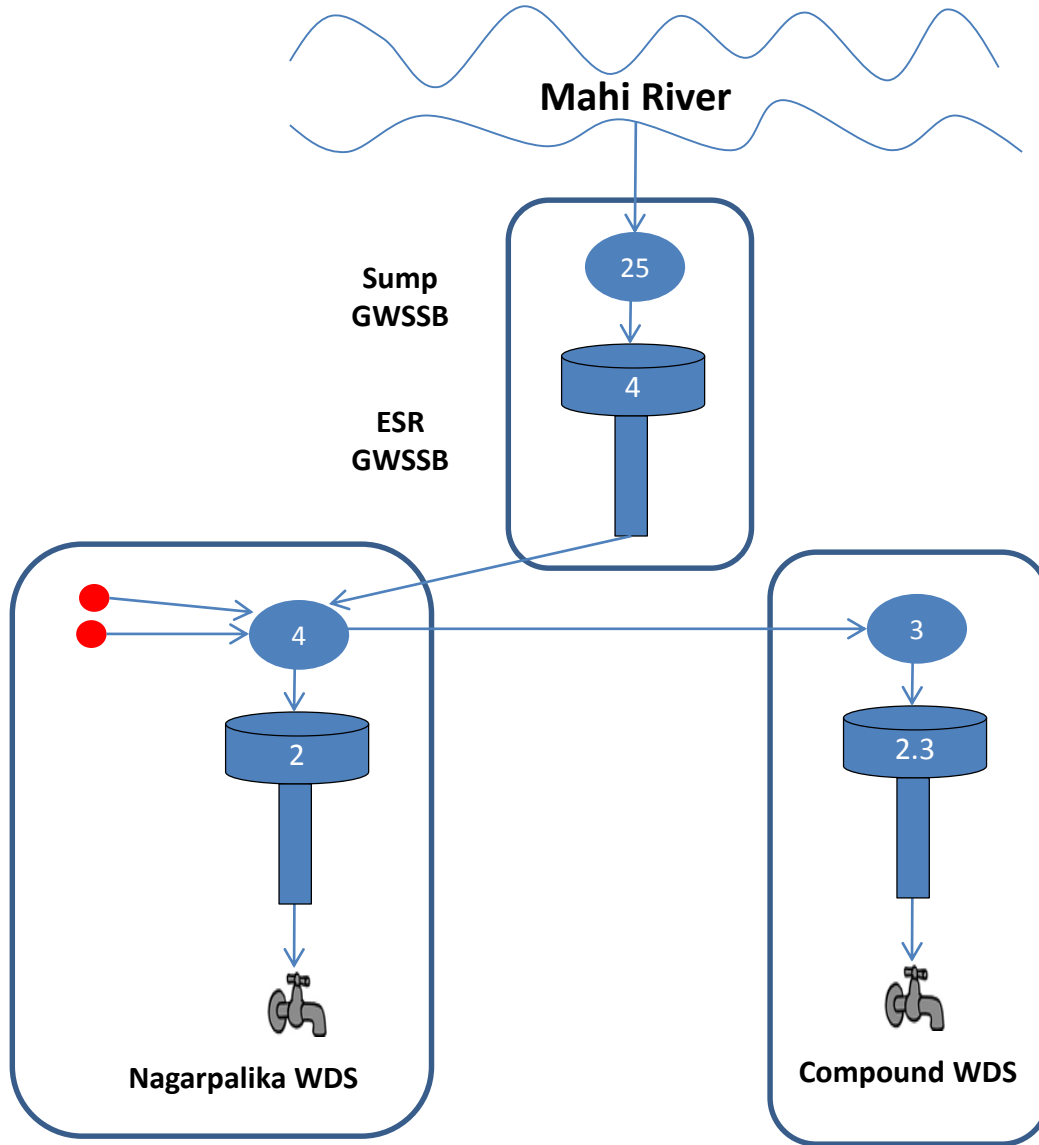 Mahi River
25
Sump
GWSSB
4
ESR
GWSSB
4
3
2
2.3
Nagarpalika WDS
Compound WDS